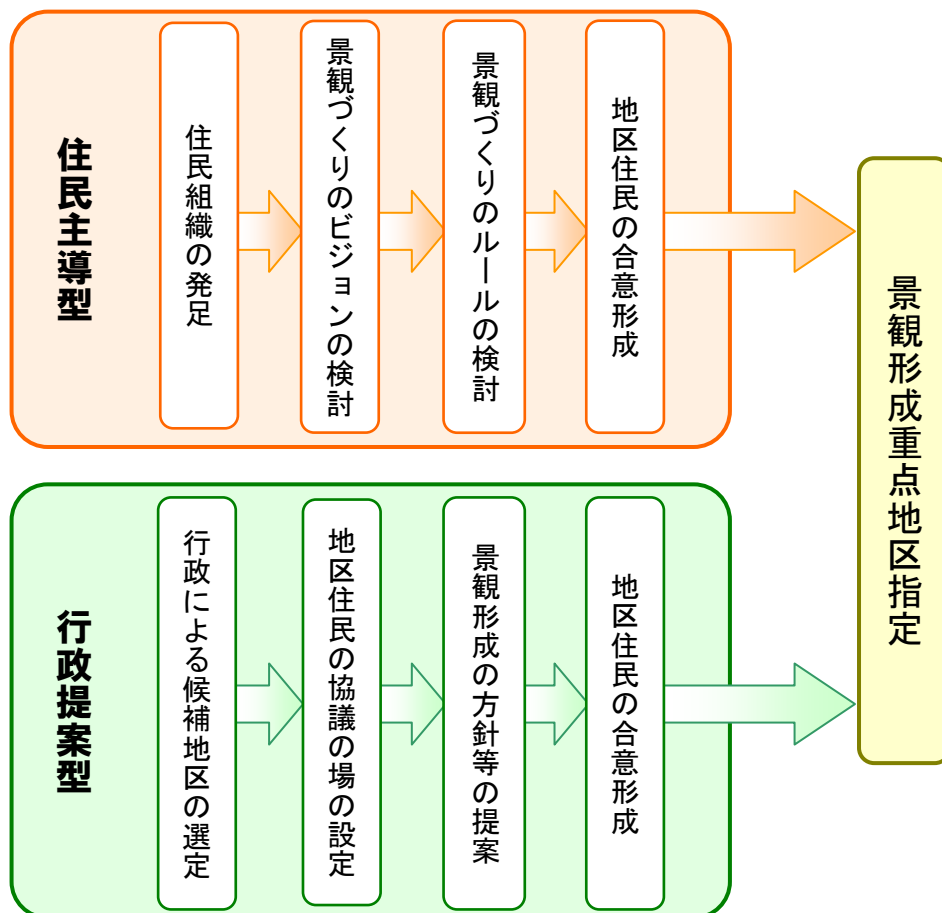 住民主導型
住民組織の発足
景観づくりのビジョンの検討
景観づくりのルールの検討
地区住民の合意形成
行政提案型
行政による候補地区の選定
地区住民の協議の場の設定
景観形成の方針等の提案
地区住民の合意形成
景観形成重点地区指定